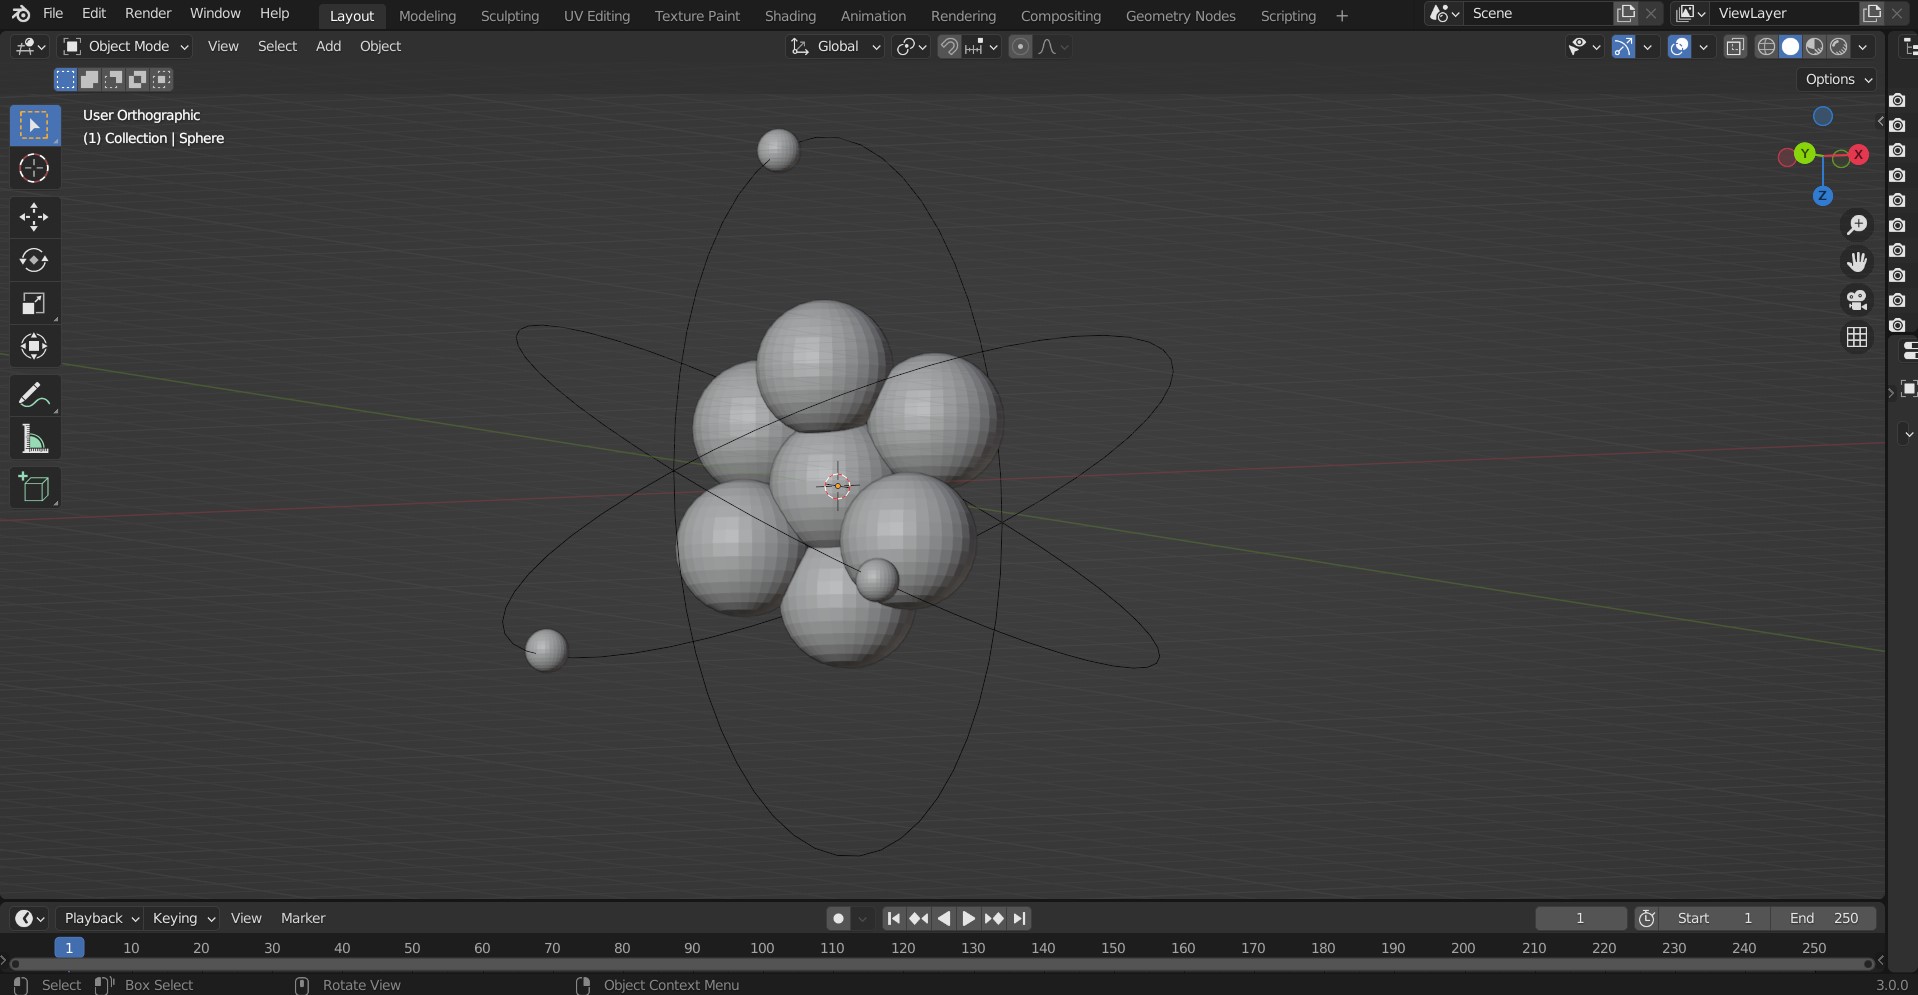 File Edit Render Window Help Layout Modeling Sculpting UV Editing Texture Paint Shading Animation Rendering Compositing Geometry Nodes Scripting + Scene ViewLayer
Object Mode View Select Add Object Global
Options
User Orthographic
(1) Collection | Sphere
Y X
Z
Playback Keying View Marker 1 Start 1 End 250
1 10 20 30 40 50 60 70 80 90 100 110 120 130 140 150 160 170 180 190 200 210 220 230 240 250
Select Box Select Rotate View Object Context Menu 3.0.0